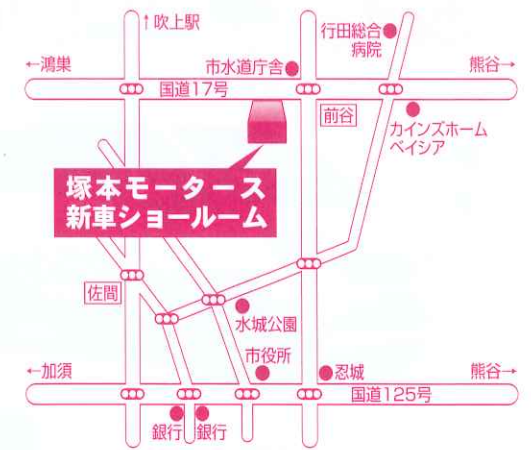 ↑吹上駅
行田総合
病院
←鴻巣
市水道庁舎
熊谷→
国道17号
前谷
カインズホーム
ベイシア
塚本モータース
新車ショールーム
佐間
水城公園
←加須
市役所
忍城
熊谷→
国道125号
銀行
銀行